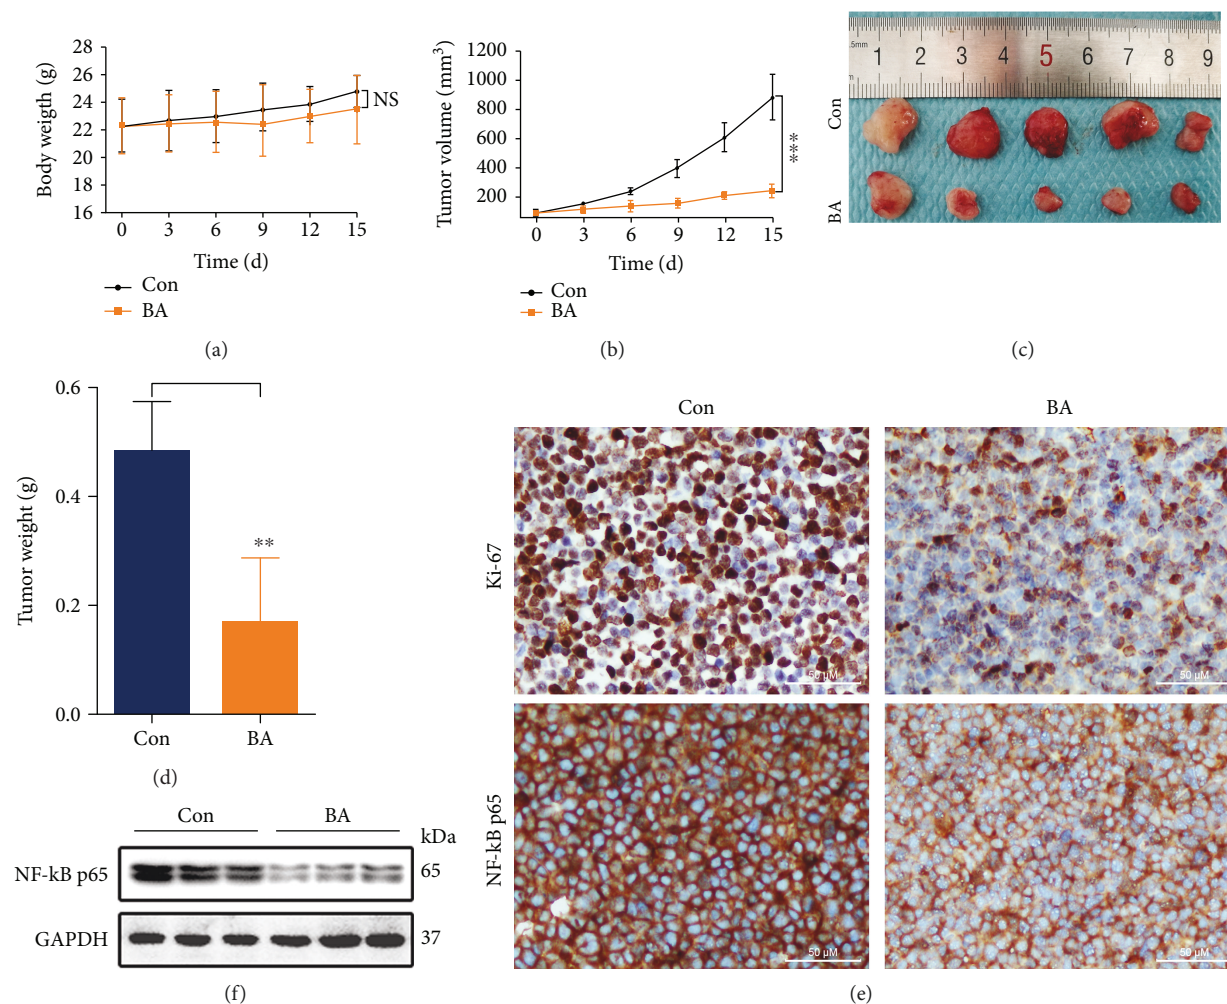 28
26
24
22
20
18
16
Body weigth (g)
NS
0 3 6 9 12 15
Time (d)
Con
BA
(a)
1200
1000
800
600
400
200
Tumor volume (mm³)
***
0 3 6 9 12 15
Time (d)
Con
BA
(b)
1 2 3 4 5 6 7 8 9
Con
BA
(c)
0.6
0.4
0.2
0.0
Tumor weight (g)
**
Con BA
(d)
Con BA
Ki-67
50 µM
50 µM
NF-kB p65
50 µM
50 µM
(e)
Con BA
kDa
NF-kB p65 65
GAPDH 37
(f)